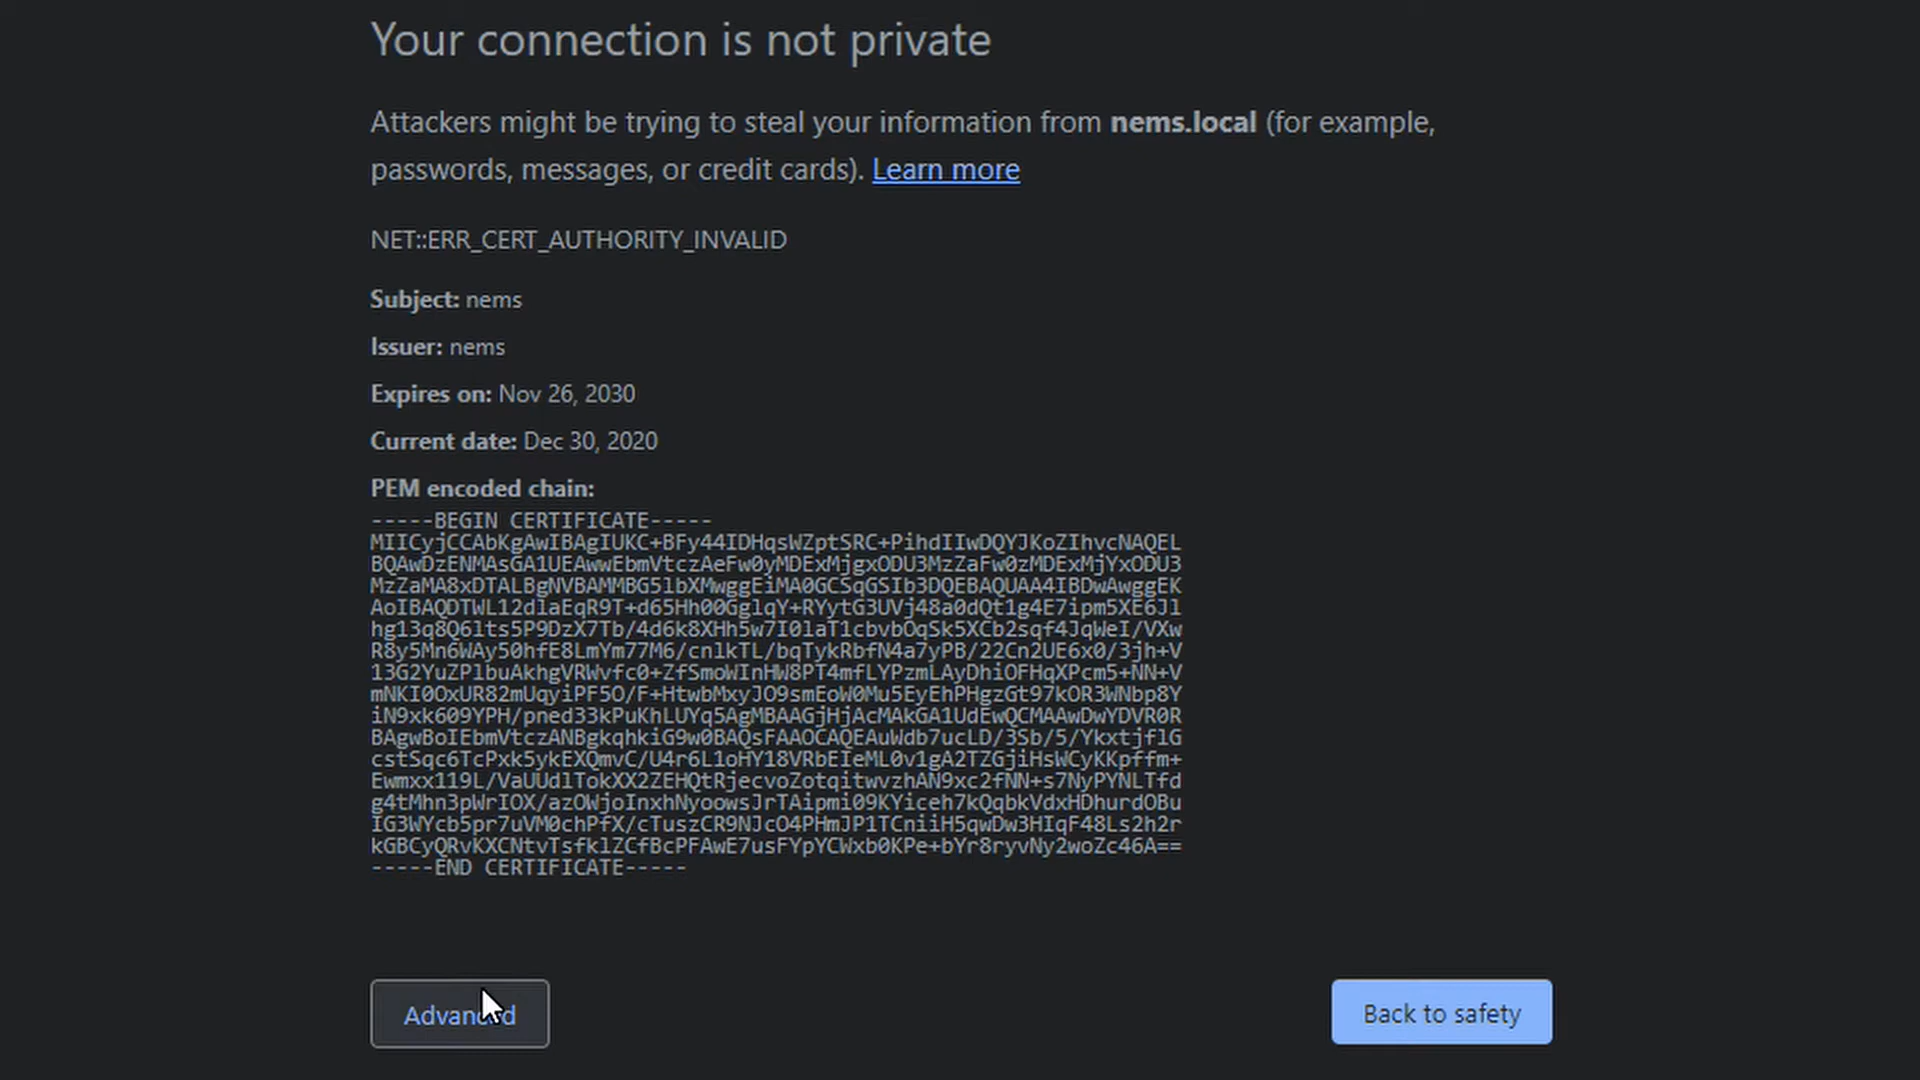 Your connection is not private
Attackers might be trying to steal your information from nems.local (for example,
passwords, messages, or credit cards). Learn more
NET::ERR_CERT_AUTHORITY_INVALID
Subject: nems
Issuer: nems
Expires on: Nov 26, 2030
Current date: Dec 30, 2020
PEM encoded chain:
-----BEGIN CERTIFICATE-----
MIICyjCCAbKgAwIBAgIUKC+BFy44IDHqsWZptSRC+PihdIIwDQYJKoZIhvcNAQEL
BQAwDzENMAsGA1UEAwwEbmVtczAeFw0yMDExMjgxODU3MzZaFw0zMDExMjYxODU3
MzZaMA8xDTALBgNVBAMMBG5lbXMwggEiMA0GCSqGSIb3DQEBAQUAA4IBDwAwggEK
AoIBAQDTWL12dlaEqR9T+d65Hh00GglqY+RYytG3UVj48a0dQt1g4E7ipm5XE6Jl
hg13q8Q6lts5P9DzX7Tb/4d6k8XHh5w7I0laT1cbvbOqSk5XCb2sqf4JqWeI/VXw
R8y5Mn6WAy50hfE8LmYm77M6/cnlkTL/bqTykRbfN4a7yPB/22Cn2UE6x0/3jh+V
13G2YuZPlbuAkhgVRWvfc0+ZfSmoWInHW8PT4mfLYPzmLAyDhiOFHqXPcm5+NN+V
mNKI0OxUR82mUqyiPF5O/F+HtwbMxyJO9smEoW0Mu5EyEhPHgzGt97kOR3WNbp8Y
iN9xk609YPH/pned33kPuKhLUYq5AgMBAAGjHjAcMAkGA1UdEwQCMAAwDwYDVR0R
BAgwBoIEbmVtczANBgkqhkiG9w0BAQsFAAOCAQEAuWdb7ucLD/3Sb/5/YkxtjflG
cstSqc6TcPxk5ykEXQmvC/U4r6L1oHY18VRbEIeML0v1gA2TZGjiHsWCyKKpffm+
Ewmxx119L/VaUUdlTokXX2ZEHQtRjecvoZotqitwvzhAN9xc2fNN+s7NyPYNLTfd
g4tMhn3pWrIOX/azOWjoInxhNyoowsJrTAipmi09KYiceh7kQqbkVdxHDhurdOBu
IG3WYcb5pr7uVM0chPfX/cTuszCR9NJcO4PHmJP1TCniiH5qwDw3HIqF48Ls2h2r
kGBCyQRvKXCNtvTsfklZCfBcPFAwE7usFYpYCWxb0KPe+bYr8ryvNy2woZc46A==
-----END CERTIFICATE-----
Advanced
Back to safety